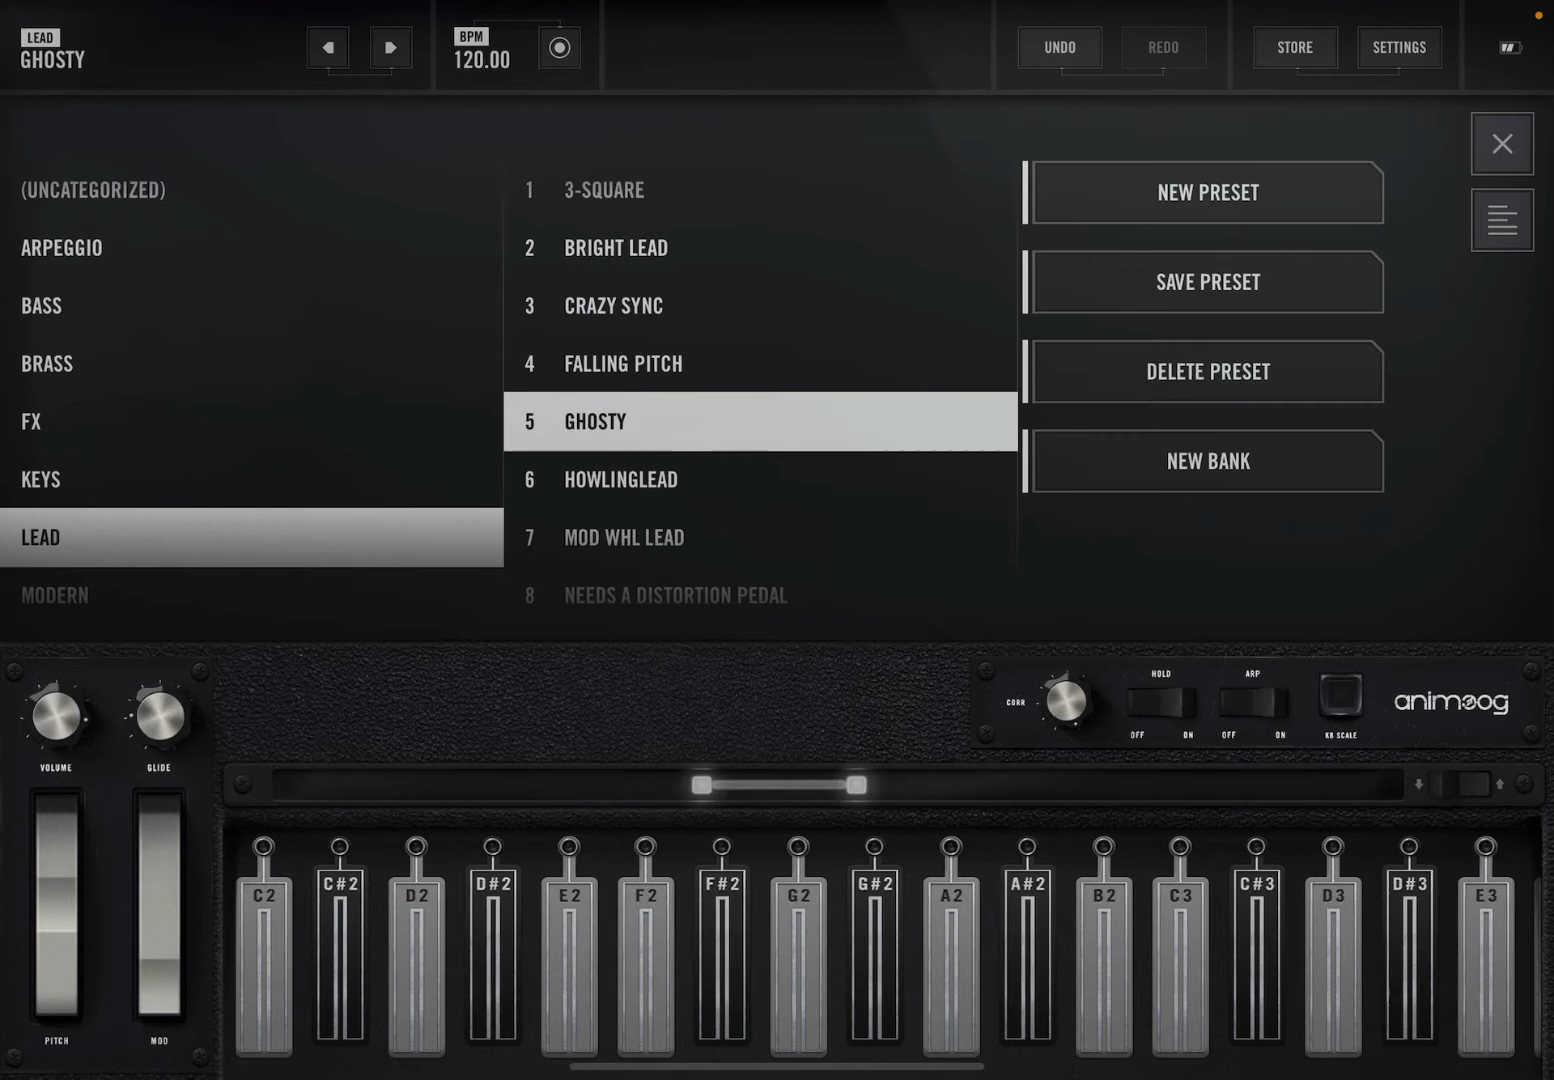 LEAD
GHOSTY
BPM
120.00
UNDO
REDO
STORE
SETTINGS
(UNCATEGORIZED)
ARPEGGIO
BASS
BRASS
FX
KEYS
LEAD
MODERN
1 3-SQUARE
2 BRIGHT LEAD
3 CRAZY SYNC
4 FALLING PITCH
5 GHOSTY
6 HOWLINGLEAD
7 MOD WHL LEAD
8 NEEDS A DISTORTION PEDAL
NEW PRESET
SAVE PRESET
DELETE PRESET
NEW BANK
VOLUME
GLIDE
PITCH
MOD
CORR
HOLD
OFF ON
ARP
OFF ON
KB SCALE
animoog
C2 C#2 D2 D#2 E2 F2 F#2 G2 G#2 A2 A#2 B2 C3 C#3 D3 D#3 E3